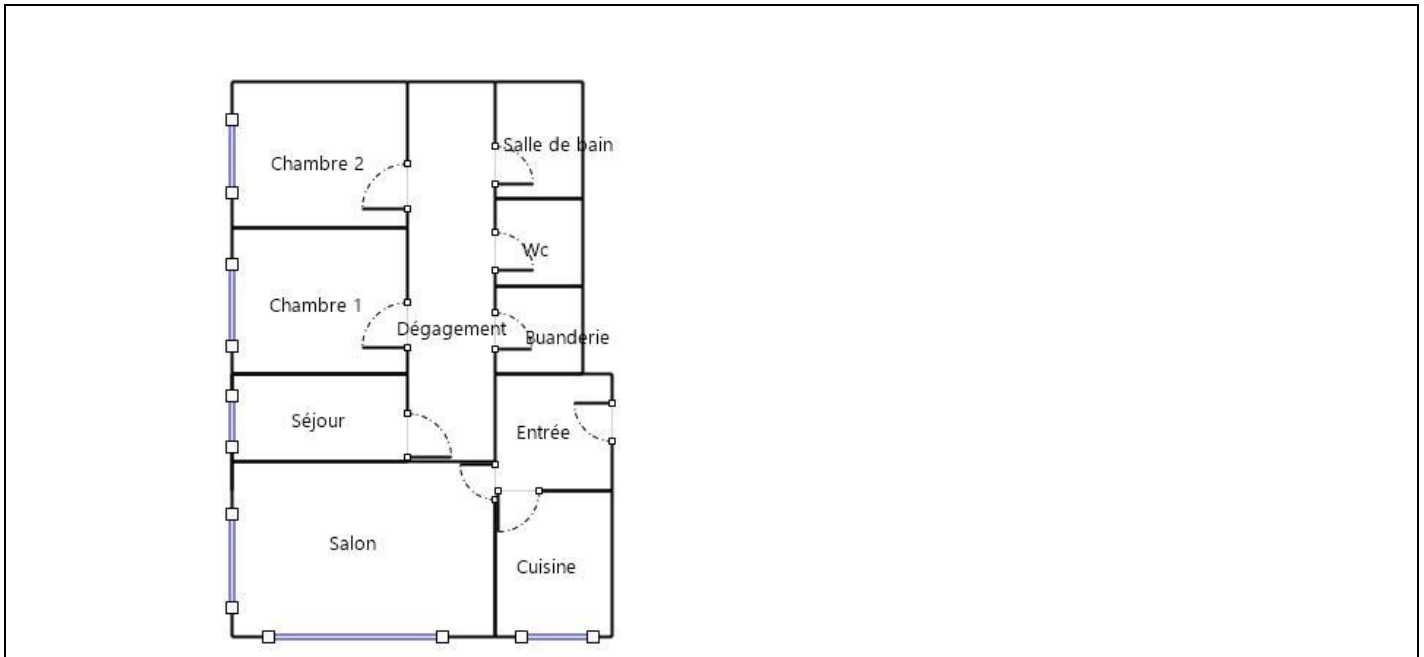 Salle de bain
Chambre 2
Wc
Chambre 1
Dégagement
Buanderie
Séjour
Entrée
Salon
Cuisine